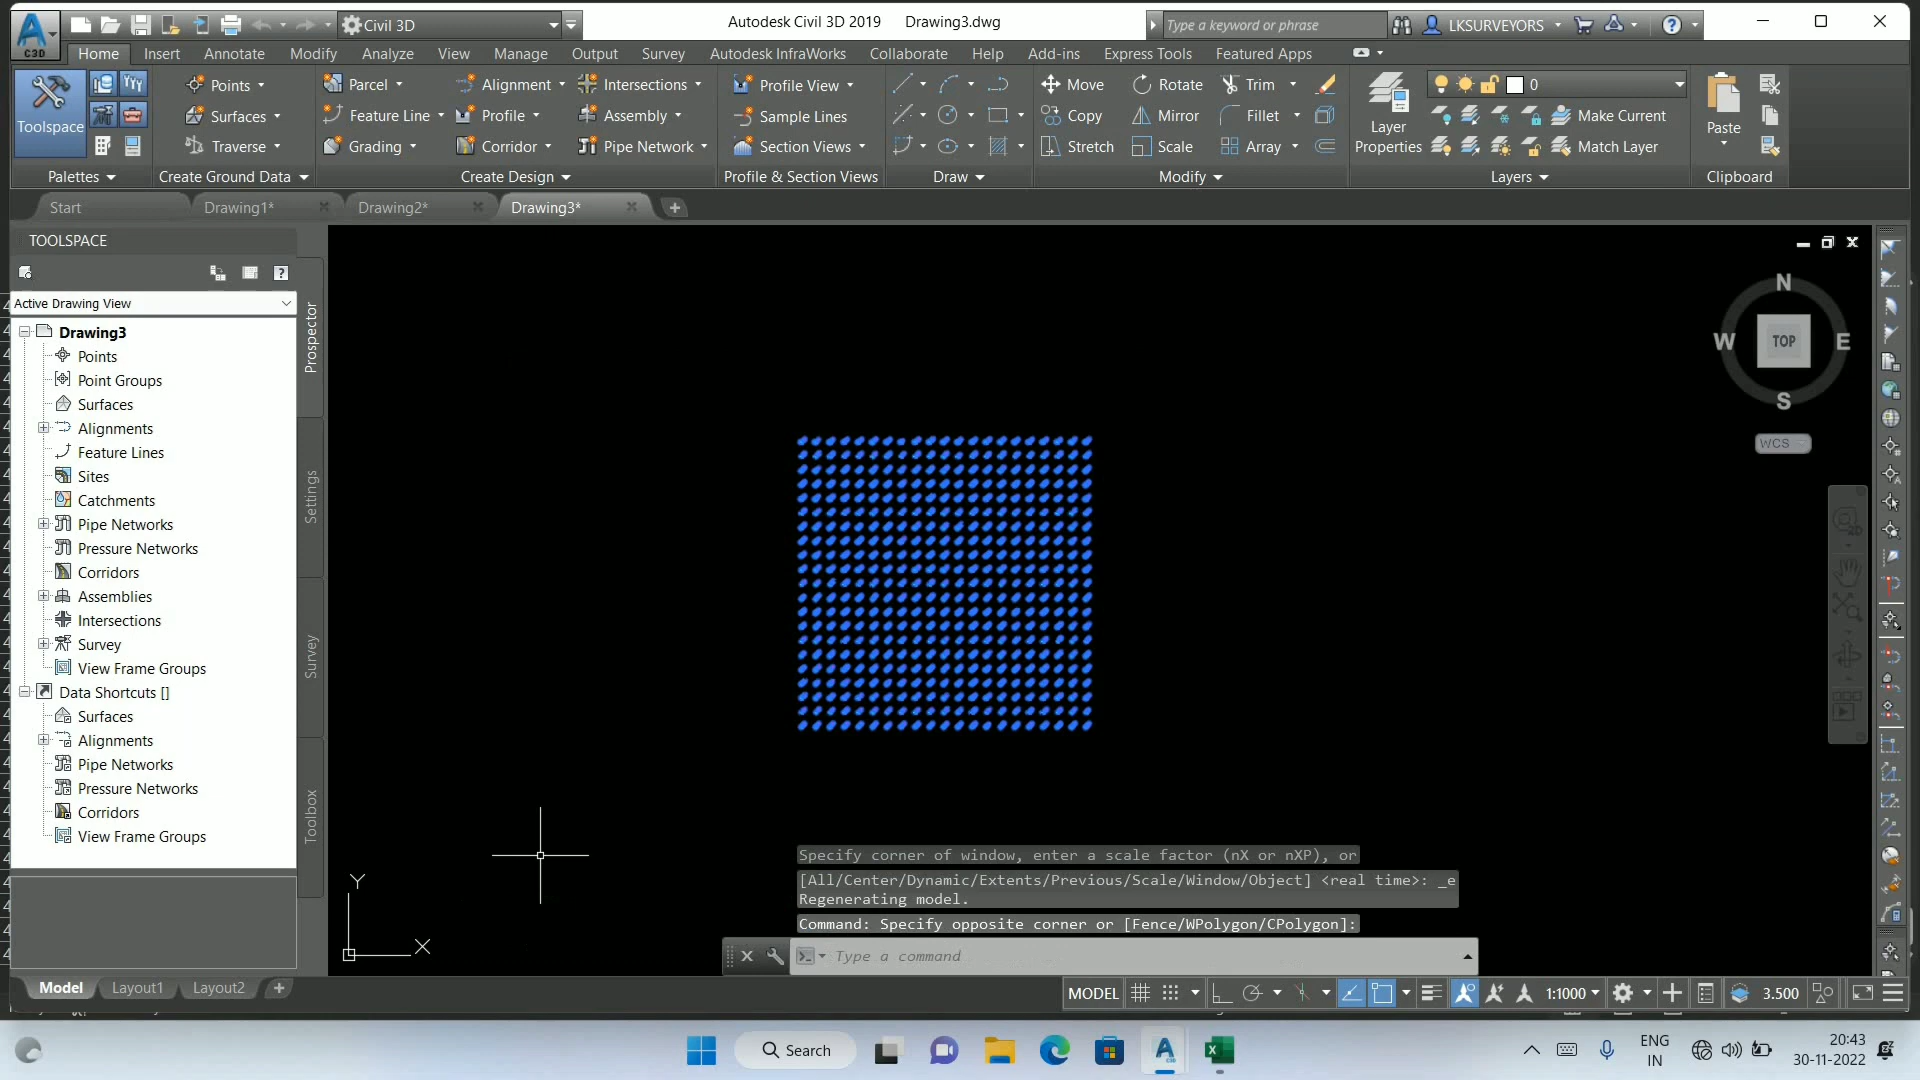 C3D
Civil 3D
Autodesk Civil 3D 2019 Drawing3.dwg
Type a keyword or phrase
LKSURVEYORS
Home Insert Annotate Modify Analyze View Manage Output Survey Autodesk InfraWorks Collaborate Help Add-ins Express Tools Featured Apps
Toolspace
Palettes
Points
Surfaces
Traverse
Create Ground Data
Parcel
Feature Line
Grading
Alignment
Profile
Corridor
Intersections
Assembly
Pipe Network
Create Design
Profile View
Sample Lines
Section Views
Profile & Section Views
Draw
Move
Copy
Stretch
Rotate
Mirror
Scale
Trim
Fillet
Array
Modify
Layer
Properties
0
Make Current
Match Layer
Layers
Paste
Clipboard
Start
Drawing1*
Drawing2*
Drawing3*
TOOLSPACE
Active Drawing View
Drawing3
Points
Point Groups
Surfaces
Alignments
Feature Lines
Sites
Catchments
Pipe Networks
Pressure Networks
Corridors
Assemblies
Intersections
Survey
View Frame Groups
Data Shortcuts []
Surfaces
Alignments
Pipe Networks
Pressure Networks
Corridors
View Frame Groups
Prospector
Settings
Survey
Toolbox
N
W TOP E
S
WCS
Y
X
Specify corner of window, enter a scale factor (nX or nXP), or
[All/Center/Dynamic/Extents/Previous/Scale/Window/Object] <real time>: _e
Regenerating model.
Command: Specify opposite corner or [Fence/WPolygon/CPolygon]:
Type a command
Model Layout1 Layout2
MODEL
1:1000
3.500
Search
ENG
IN
20:43
30-11-2022